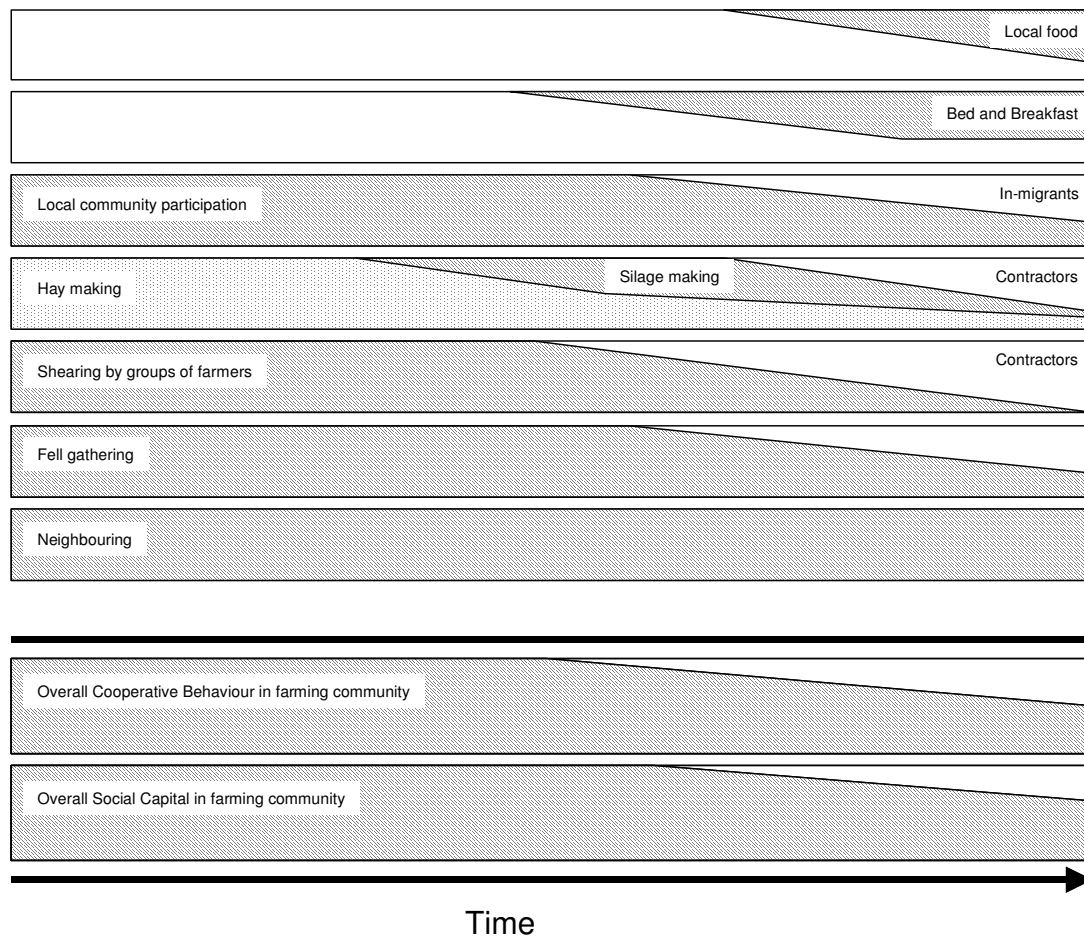 Local food
Bed and Breakfast
In-migrants
Local community participation
Silage making
Contractors
Hay making
Contractors
Shearing by groups of farmers
Fell gathering
Neighbouring
Overall Cooperative Behaviour in farming community
Overall Social Capital in farming community
Time